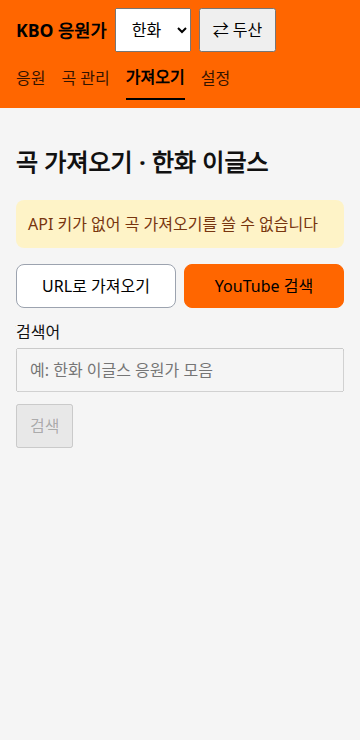 KBO 응원가 한화 ⇄ 두산
응원 곡 관리 가져오기 설정
곡 가져오기 · 한화 이글스
API 키가 없어 곡 가져오기를 쓸 수 없습니다
URL로 가져오기 YouTube 검색
검색어
예: 한화 이글스 응원가 모음
검색